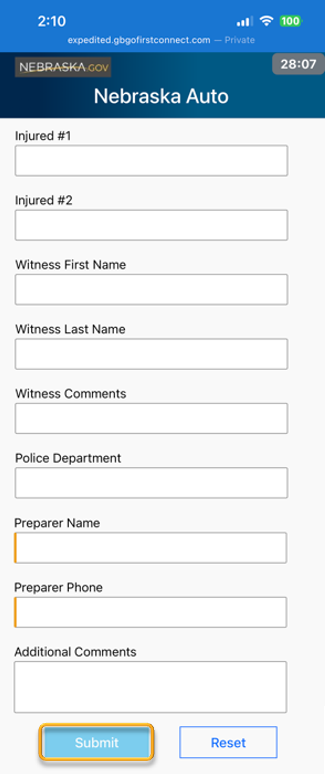 2:10
100
expedited.gbgofirstconnect.com — Private
NEBRASKA.GOV
28:07
Nebraska Auto
Injured #1
Injured #2
Witness First Name
Witness Last Name
Witness Comments
Police Department
Preparer Name
Preparer Phone
Additional Comments
Submit
Reset